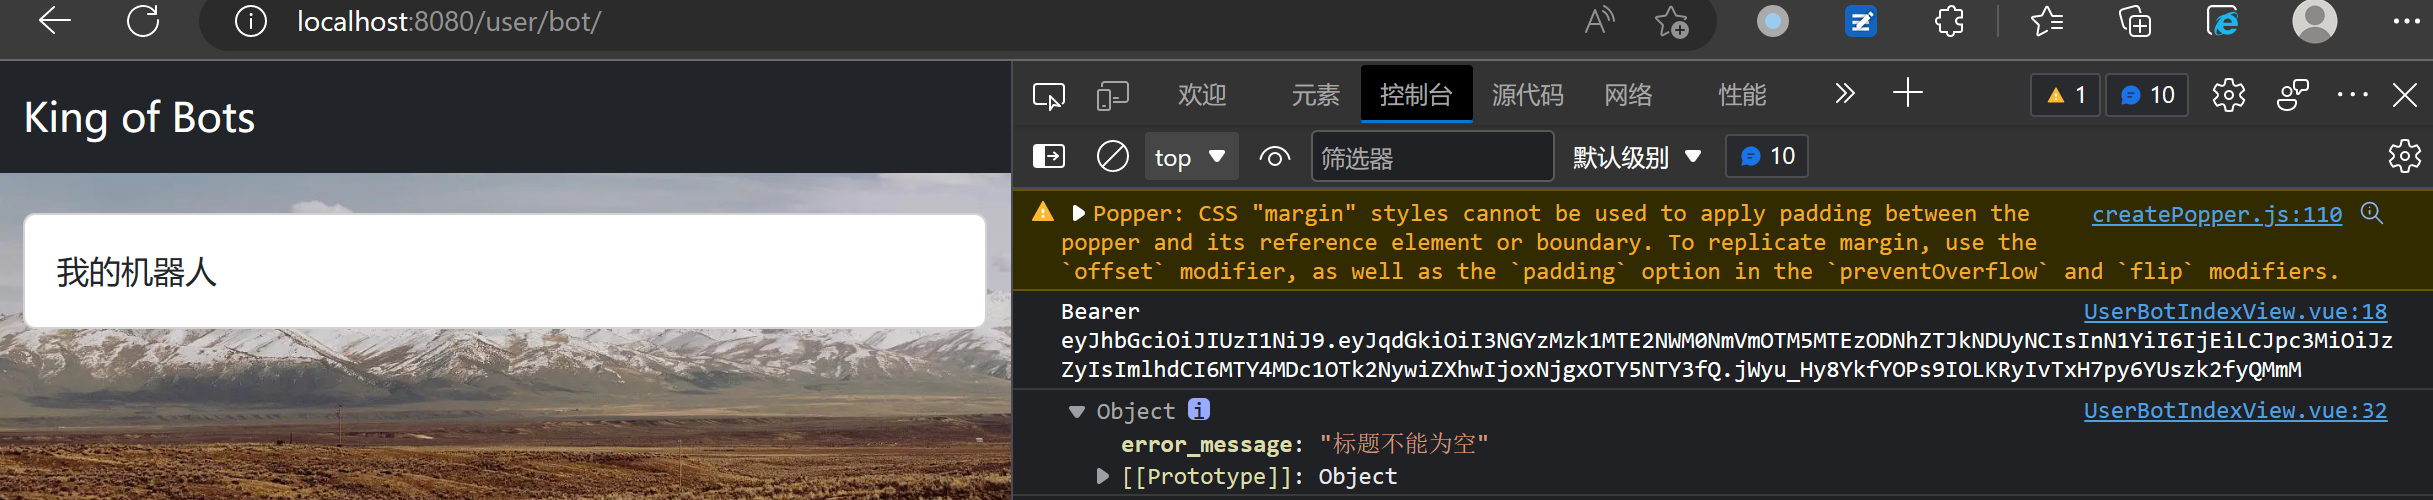 localhost:8080/user/bot/
King of Bots
我的机器人
欢迎 元素 控制台 源代码 网络 性能 1 10
top 筛选器 默认级别 10
Popper: CSS "margin" styles cannot be used to apply padding between the createPopper.js:110
popper and its reference element or boundary. To replicate margin, use the
`offset` modifier, as well as the `padding` option in the `preventOverflow` and `flip` modifiers.
Bearer UserBotIndexView.vue:18
eyJhbGciOiJIUzI1NiJ9.eyJqdGkiOiI3NGYzMzk1MTE2NWM0NmVmOTM5MTEzODNhZTJkNDUyNCIsInN1YiI6IjEiLCJpc3MiOiJz
ZyIsImlhdCI6MTY4MDc1OTk2NywiZXhwIjoxNjgxOTY5NTY3fQ.jWyu_Hy8YkfYOPs9IOLKRyIvTxH7py6YUszk2fyQMmM
Object i UserBotIndexView.vue:32
error_message: "标题不能为空"
[[Prototype]]: Object